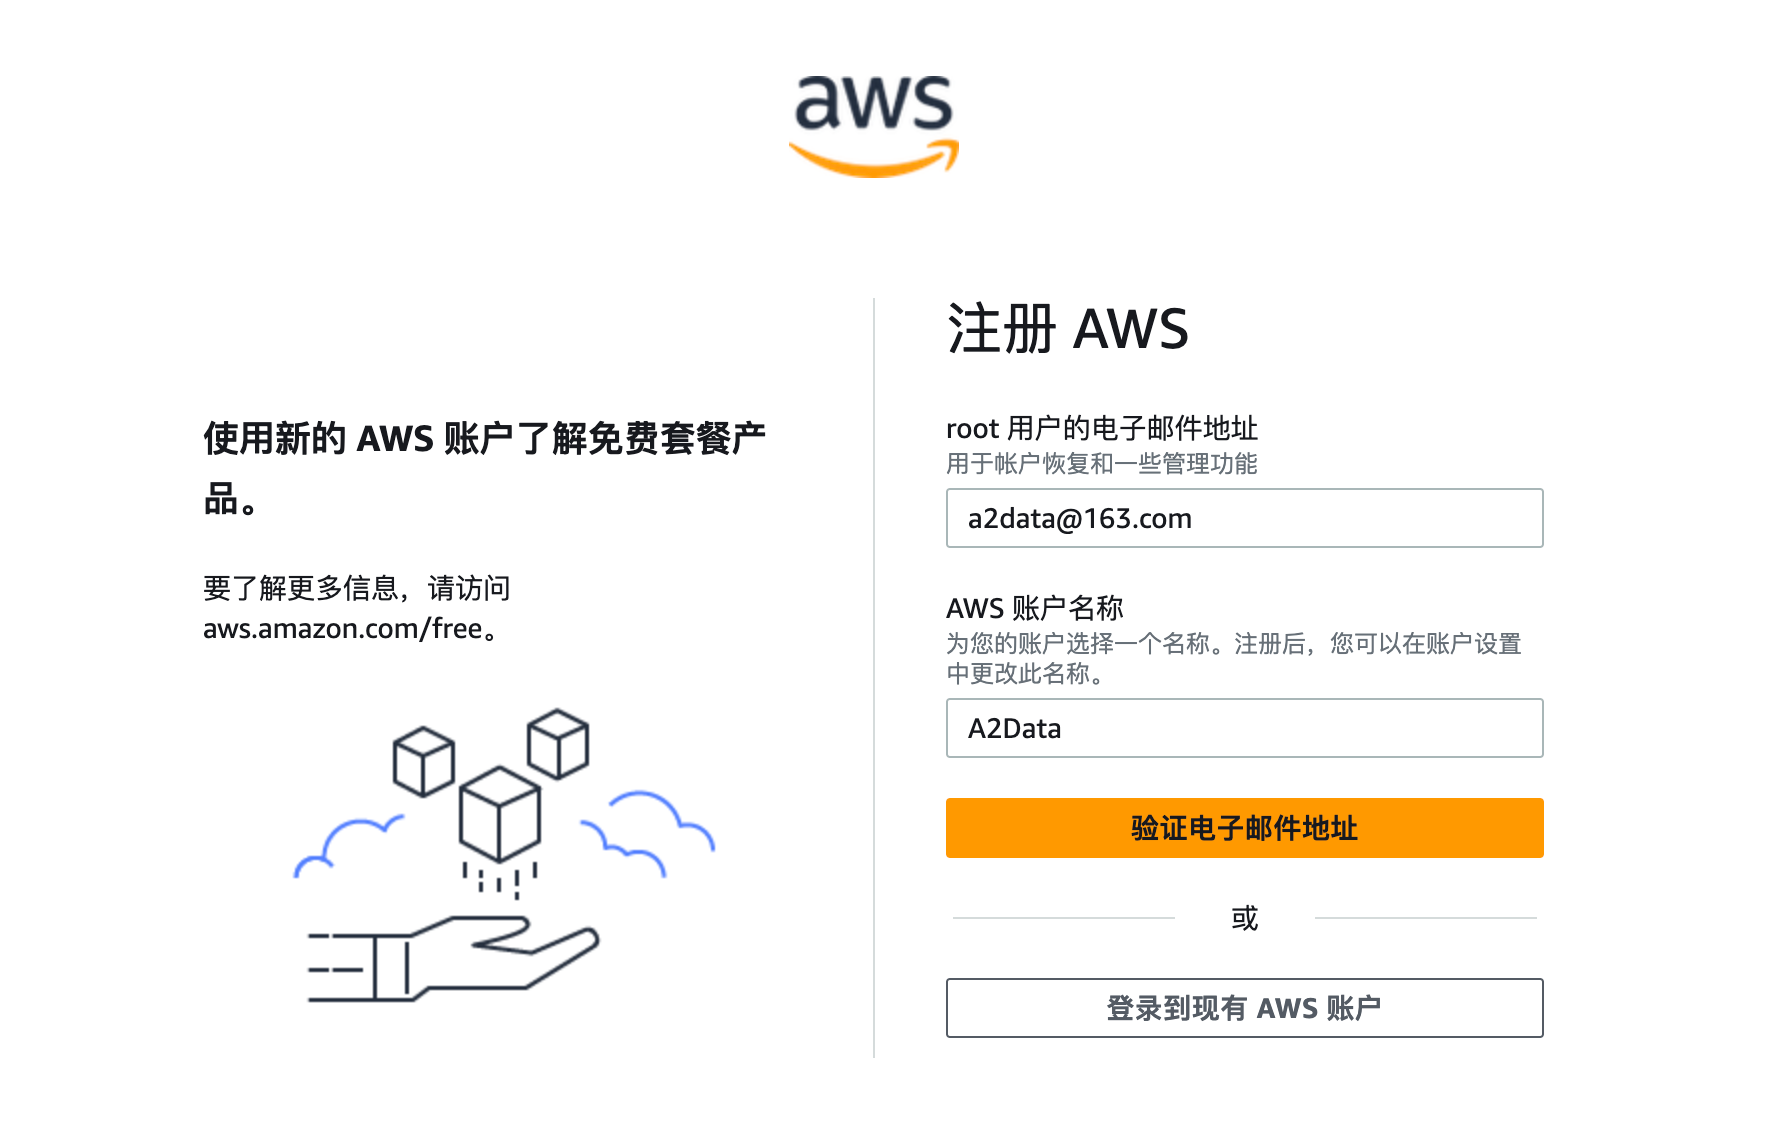 aws
使用新的 AWS 账户了解免费套餐产
品。
要了解更多信息，请访问
aws.amazon.com/free。
注册 AWS
root 用户的电子邮件地址
用于帐户恢复和一些管理功能
a2data@163.com
AWS 账户名称
为您的账户选择一个名称。注册后，您可以在账户设置
中更改此名称。
A2Data
验证电子邮件地址
或
登录到现有 AWS 账户